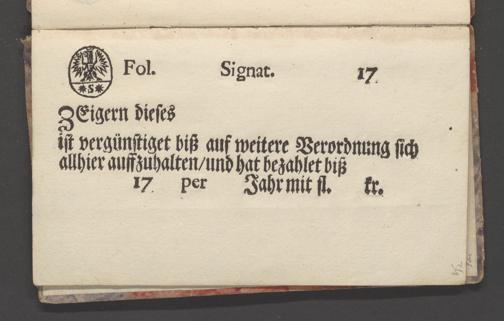 *S*
Fol. Signat. 17
ZEigern dieses
ist vergünstiget biß auf weitere Verordnung sich
allhier auffzuhalten/und hat bezahlet biß
17 per Jahr mit fl. kr.